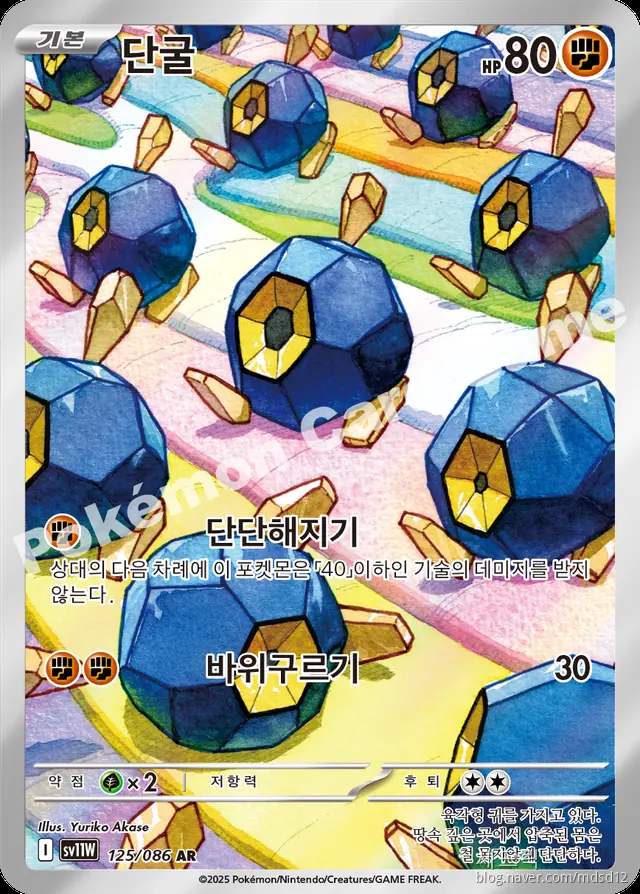 기본 단굴 HP 80
Pokémon Card Game
단단해지기
상대의 다음 차례에 이 포켓몬은 「40」이하인 기술의 데미지를 받지
않는다.
바위구르기 30
약점 ×2 저항력 후퇴
Illus. Yuriko Akase
육각형 귀를 가지고 있다.
땅속 깊은 곳에서 압축된 몸은
철 못지않게 단단하다.
I sv11W 125/086 AR
©2025 Pokémon/Nintendo/Creatures/GAME FREAK.
blog.naver.com/mdsd12